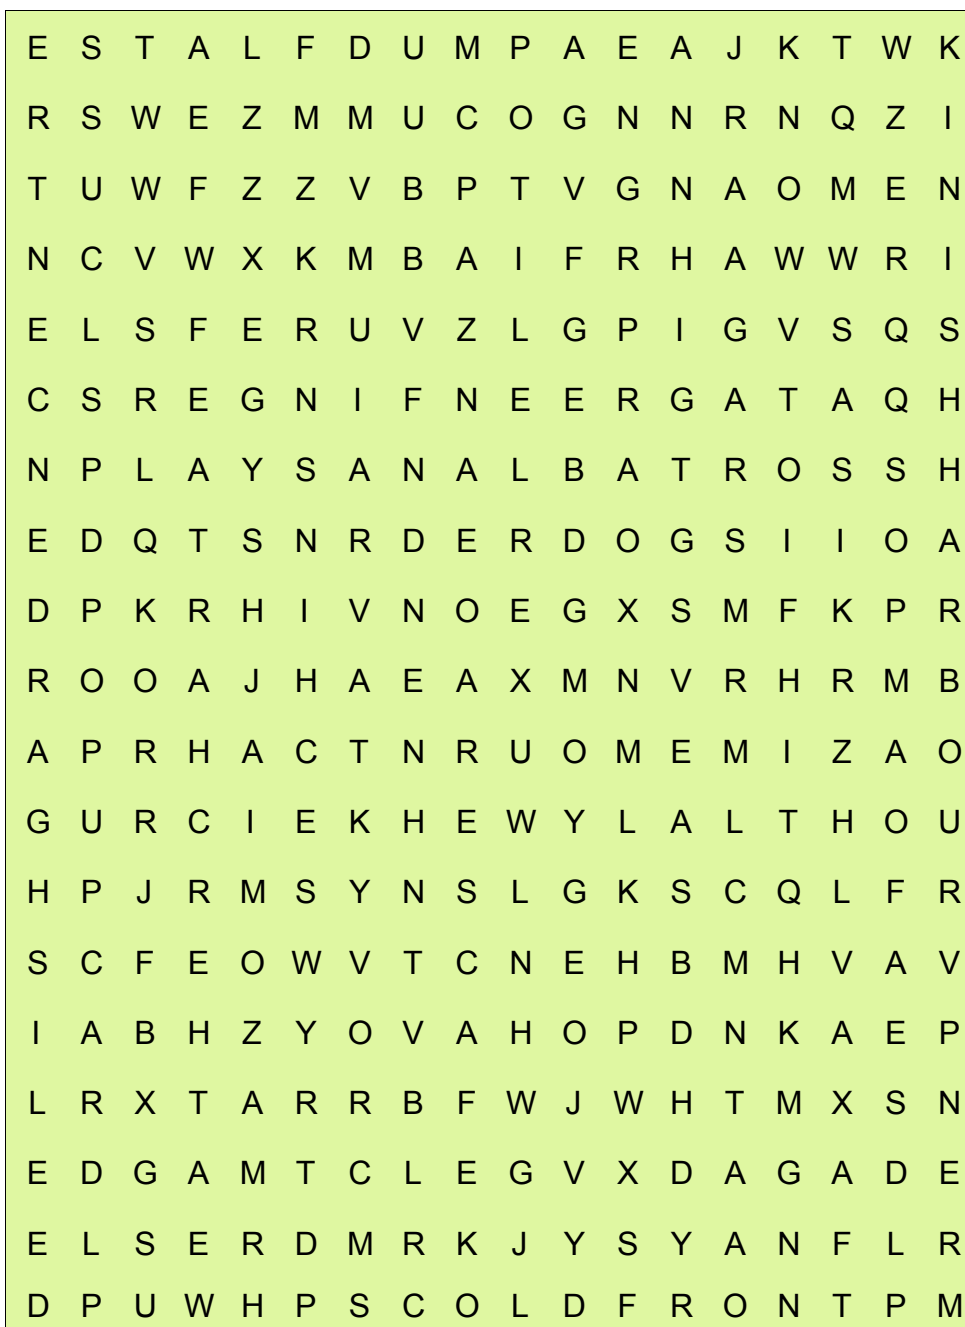 E S T A L F D U M P A E A J K T W K
R S W E Z M M U C O G N N R N Q Z I
T U W F Z Z V B P T V G N A O M E N
N C V W X K M B A I F R H A W W R I
E L S F E R U V Z L G P I G V S Q S
C S R E G N I F N E E R G A T A Q H
N P L A Y S A N A L B A T R O S S H
E D Q T S N R D E R D O G S I I O A
D P K R H I V N O E G X S M F K P R
R O O A J H A E A X M N V R H R M B
A P R H A C T N R U O M E M I Z A O
G U R C I E K H E W Y L A L T H O U
H P J R M S Y N S L G K S C Q L F R
S C F E O W V T C N E H B M H V A V
I A B H Z Y O V A H O P D N K A E P
L R X T A R R B F W J W H T M X S N
E D G A M T C L E G V X D A G A D E
E L S E R D M R K J Y S Y A N F L R
D P U W H P S C O L D F R O N T P M